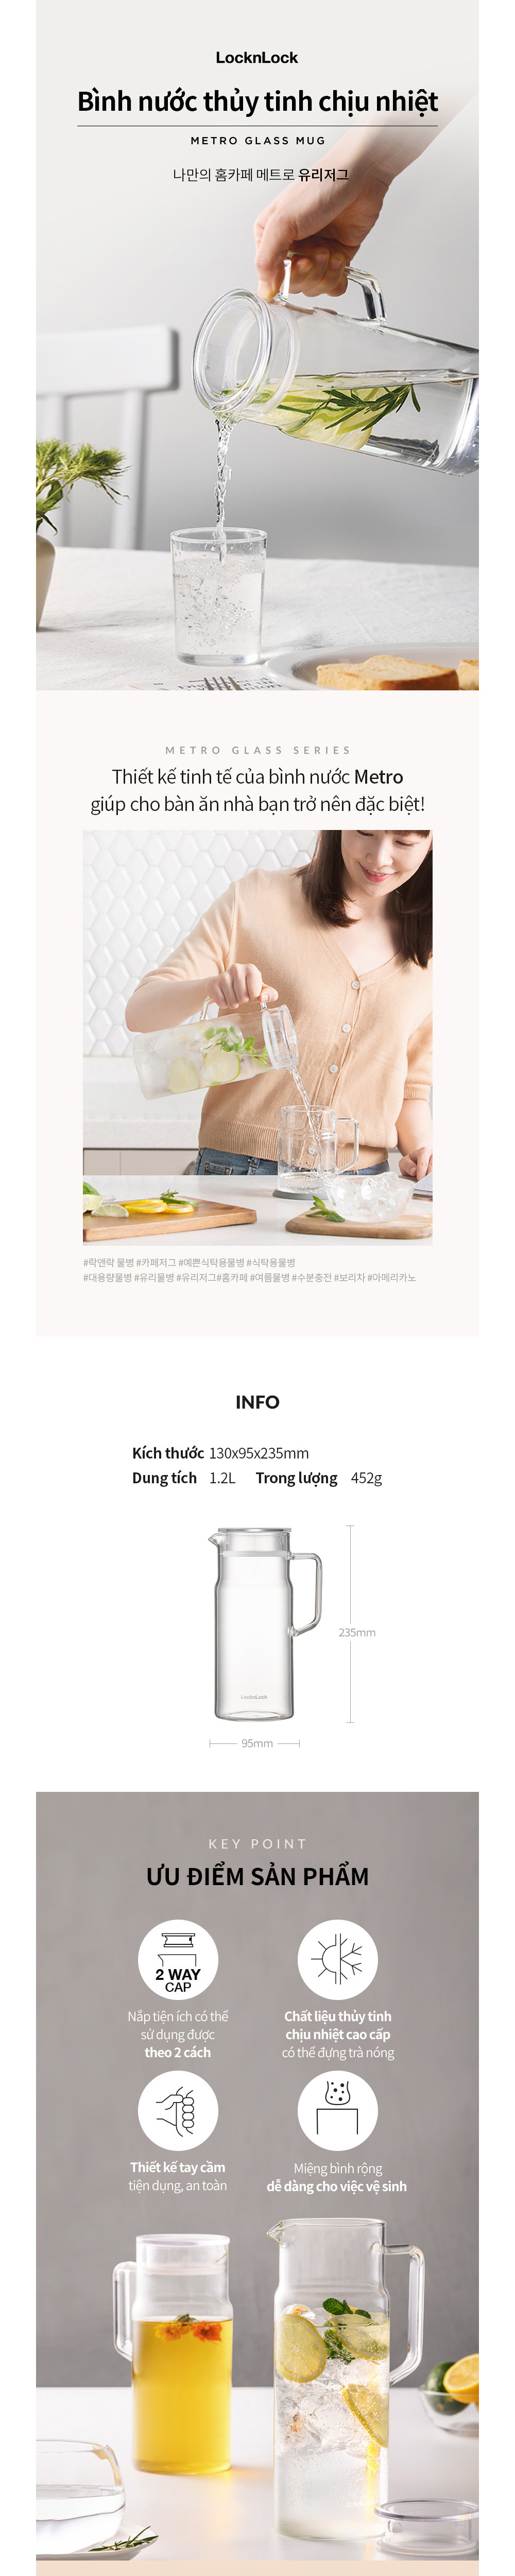 LocknLock
Bình nước thủy tinh chịu nhiệt
METRO GLASS MUG
나만의 홈카페 메트로 유리저그
METRO GLASS SERIES
Thiết kế tinh tế của bình nước Metro
giúp cho bàn ăn nhà bạn trở nên đặc biệt!
#락앤락 물병 #카페저그 #예쁜식탁용물병 #식탁용물병
#대용량물병 #유리물병 #유리저그#홈카페 #여름물병 #수분충전 #보리차 #아메리카노
INFO
Kích thước 130x95x235mm
Dung tích 1.2L Trong lượng 452g
235mm
LocknLock
95mm
KEY POINT
ƯU ĐIỂM SẢN PHẨM
2 WAY
CAP
Nắp tiện ích có thể
sử dụng được
theo 2 cách
Chất liệu thủy tinh
chịu nhiệt cao cấp
có thể đựng trà nóng
Thiết kế tay cầm
tiện dụng, an toàn
Miệng bình rộng
dễ dàng cho việc vệ sinh